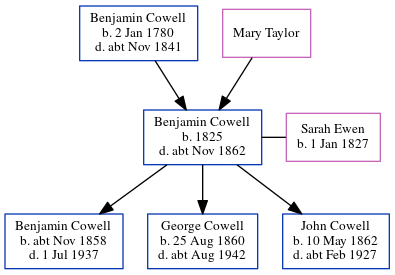 Benjamin Cowell
b. 2 Jan 1780
d. abt Nov 1841
Mary Taylor
Benjamin Cowell
b. 1825
d. abt Nov 1862
Sarah Ewen
b. 1 Jan 1827
Benjamin Cowell
b. abt Nov 1858
d. 1 Jul 1937
George Cowell
b. 25 Aug 1860
d. abt Aug 1942
John Cowell
b. 10 May 1862
d. abt Feb 1927